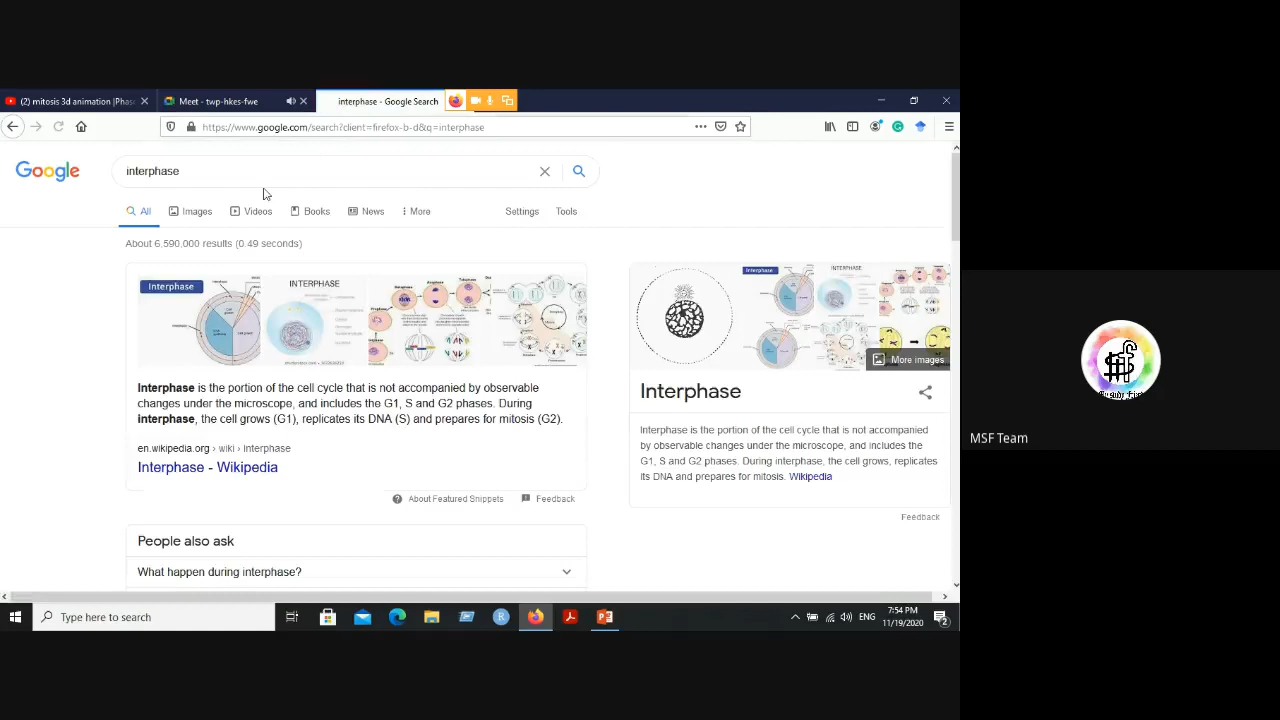 (2) mitosis 3d animation |Phas
Meet - twp-hkes-fwe
interphase - Google Search
https://www.google.com/search?client=firefox-b-d&q=interphase
Google
interphase
All
Images
Videos
Books
News
More
Settings
Tools
About 6,590,000 results (0.49 seconds)
Interphase
INTERPHASE
Interphase
INTERPHASE
More images
Interphase is the portion of the cell cycle that is not accompanied by observable
changes under the microscope, and includes the G1, S and G2 phases. During
interphase, the cell grows (G1), replicates its DNA (S) and prepares for mitosis (G2).
en.wikipedia.org › wiki › Interphase
Interphase - Wikipedia
About Featured Snippets
Feedback
People also ask
What happen during interphase?
Interphase
Interphase is the portion of the cell cycle that is not accompanied
by observable changes under the microscope, and includes the
G1, S and G2 phases. During interphase, the cell grows, replicates
its DNA and prepares for mitosis. Wikipedia
Feedback
MSF Team
Type here to search
ENG
7:54 PM
11/19/2020
2